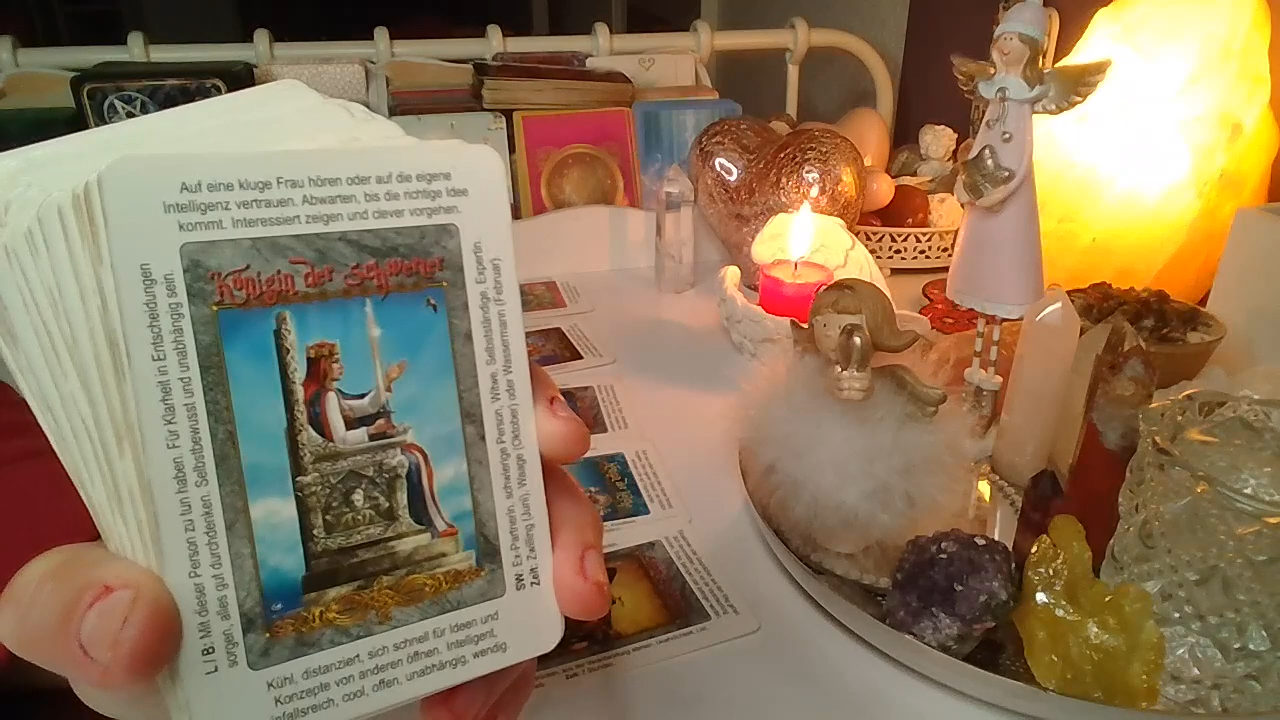 Auf eine kluge Frau hören oder auf die eigene
Intelligenz vertrauen. Abwarten, bis die richtige Idee
kommt. Interessiert zeigen und clever vorgehen.
Königin der Schwerter
L / B: Mit dieser Person zu tun haben. Für Klarheit in Entscheidungen
sorgen, alles gut durchdenken. Selbstbewusst und unabhängig sein.
SW: Ex-Partnerin, schwierige Person, Witwe, Selbstständige, Expertin.
Zeit: Zwilling (Juni), Waage (Oktober) oder Wassermann (Februar)
Kühl, distanziert, sich schnell für Ideen und
Konzepte von anderen öffnen. Intelligent,
einfallsreich, cool, offen, unabhängig, wendig.